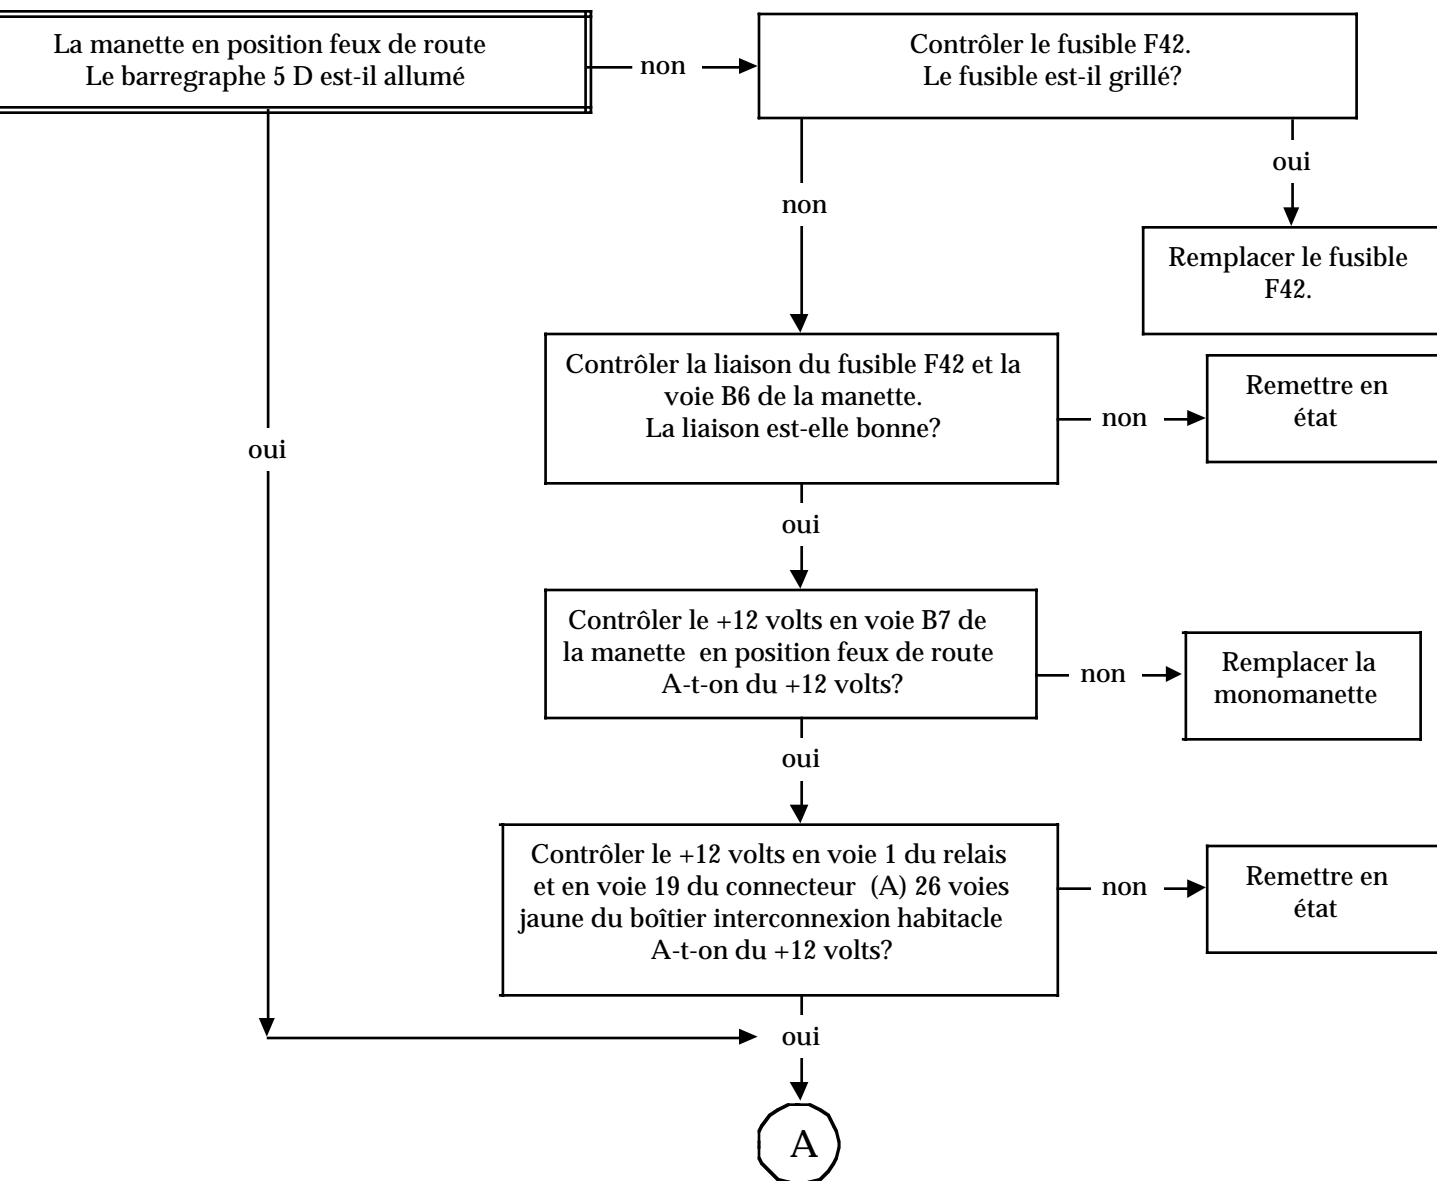 La manette en position feux de route
Le barregraphe 5 D est-il allumé
non
Contrôler le fusible F42.
Le fusible est-il grillé?
oui
non
Remplacer le fusible
F42.
Contrôler la liaison du fusible F42 et la
voie B6 de la manette.
La liaison est-elle bonne?
non
Remettre en
état
oui
oui
Contrôler le +12 volts en voie B7 de
la manette en position feux de route
A-t-on du +12 volts?
non
Remplacer la
monomanette
oui
Contrôler le +12 volts en voie 1 du relais
et en voie 19 du connecteur (A) 26 voies
jaune du boîtier interconnexion habitacle
A-t-on du +12 volts?
non
Remettre en
état
oui
A